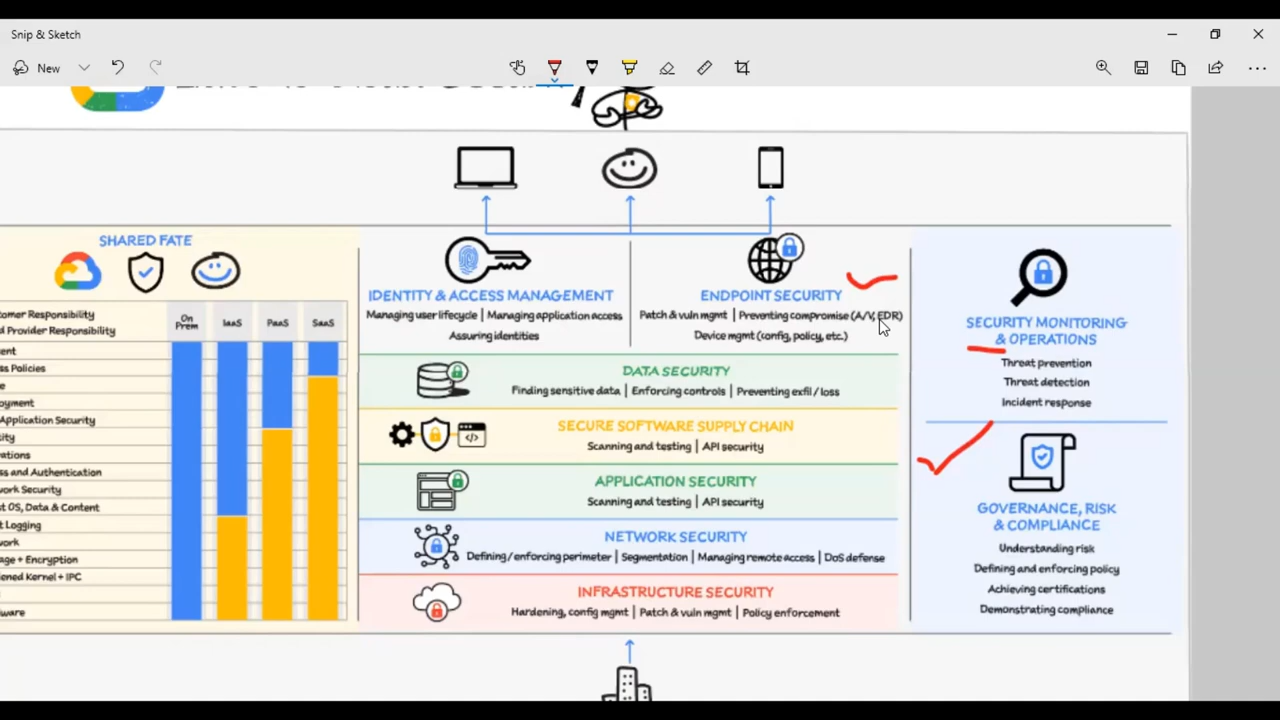 Snip & Sketch
New
SHARED FATE
tomer Responsibility
d Provider Responsibility
On Prem
IaaS
PaaS
SaaS
ent
ss Policies
e
oyment
Application Security
ity
rations
ss and Authentication
work Security
st OS, Data & Content
t Logging
work
age + Encryption
ened Kernel + IPC
ware
IDENTITY & ACCESS MANAGEMENT
Managing user lifecycle | Managing application access
Assuring identities
ENDPOINT SECURITY
Patch & vuln mgmt | Preventing compromise (A/V, EDR)
Device mgmt (config, policy, etc.)
DATA SECURITY
Finding sensitive data | Enforcing controls | Preventing exfil / loss
SECURE SOFTWARE SUPPLY CHAIN
Scanning and testing | API security
APPLICATION SECURITY
Scanning and testing | API security
NETWORK SECURITY
Defining / enforcing perimeter | Segmentation | Managing remote access | DoS defense
INFRASTRUCTURE SECURITY
Hardening, config mgmt | Patch & vuln mgmt | Policy enforcement
SECURITY MONITORING
& OPERATIONS
Threat prevention
Threat detection
Incident response
GOVERNANCE, RISK
& COMPLIANCE
Understanding risk
Defining and enforcing policy
Achieving certifications
Demonstrating compliance